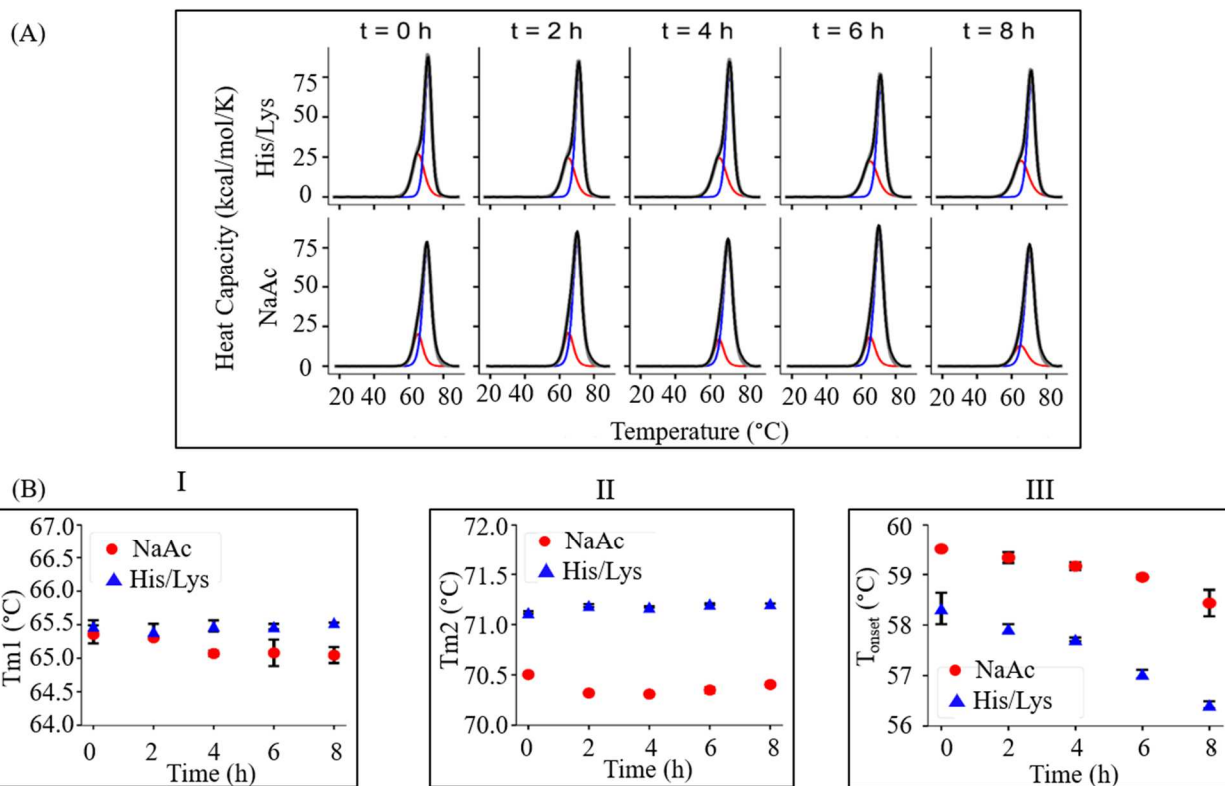 (A)
t = 0 h t = 2 h t = 4 h t = 6 h t = 8 h
Heat Capacity (kcal/mol/K)
His/Lys
75
50
25
0
NaAc
75
50
25
0
20 40 60 80 20 40 60 80 20 40 60 80 20 40 60 80 20 40 60 80
Temperature (°C)
(B)
I
67.0
66.5
66.0
65.5
65.0
64.5
64.0
Tm1 (°C)
NaAc
His/Lys
0 2 4 6 8
Time (h)
II
72.0
71.5
71.0
70.5
70.0
Tm2 (°C)
NaAc
His/Lys
0 2 4 6 8
Time (h)
III
60
59
58
57
56
Tonset (°C)
NaAc
His/Lys
0 2 4 6 8
Time (h)